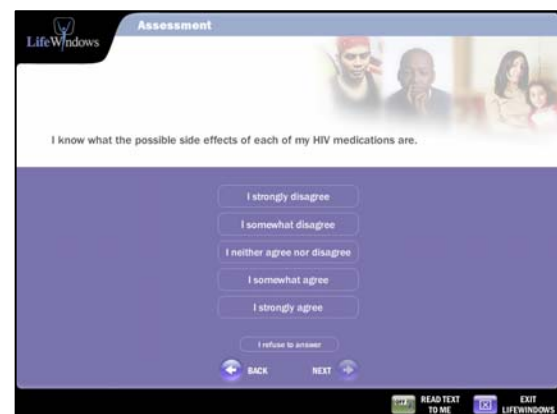 Assessment
LifeWindows
I know what the possible side effects of each of my HIV medications are.
I strongly disagree
I somewhat disagree
I neither agree nor disagree
I somewhat agree
I strongly agree
I refuse to answer
BACK NEXT
OFF READ TEXT TO ME
EXIT LIFEWINDOWS